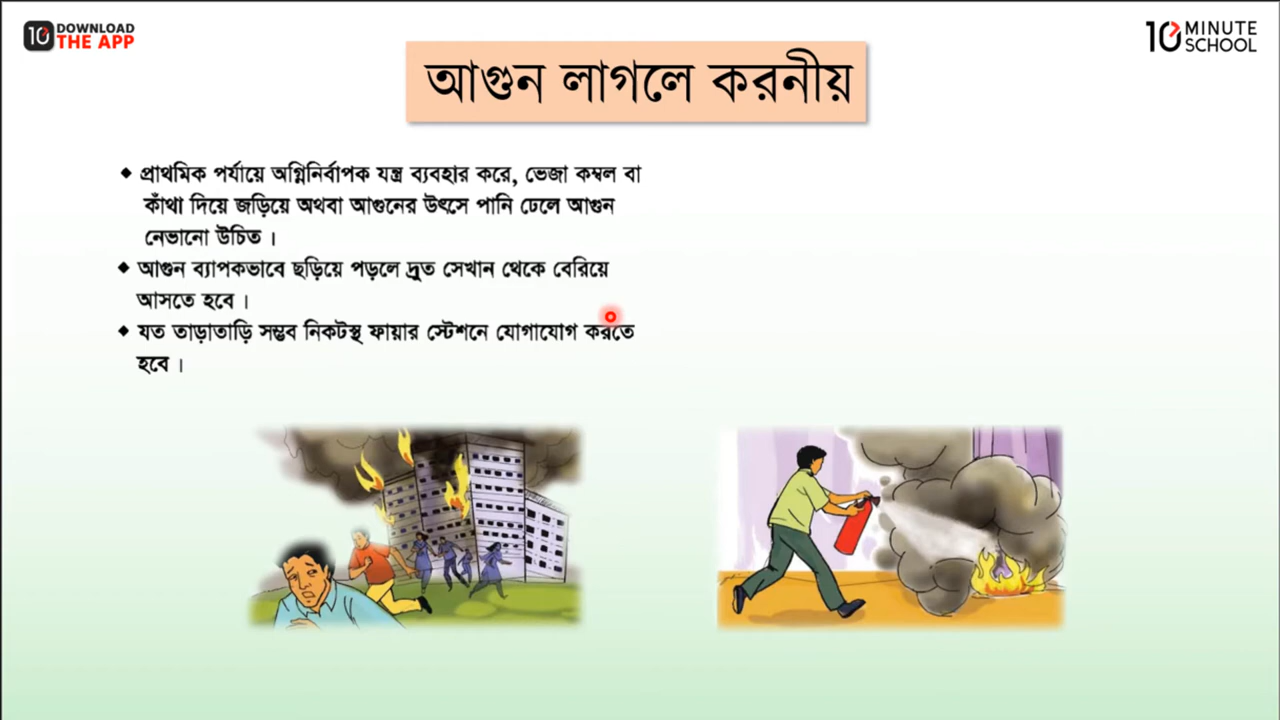 10 DOWNLOAD
THE APP
10 MINUTE
SCHOOL
আগুন লাগলে করনীয়
◆ প্রাথমিক পর্যায়ে অগ্নিনির্বাপক যন্ত্র ব্যবহার করে, ভেজা কম্বল বা
কাঁথা দিয়ে জড়িয়ে অথবা আগুনের উৎসে পানি ঢেলে আগুন
নেভানো উচিত ।
◆ আগুন ব্যাপকভাবে ছড়িয়ে পড়লে দ্রুত সেখান থেকে বেরিয়ে
আসতে হবে ।
◆ যত তাড়াতাড়ি সম্ভব নিকটস্থ ফায়ার স্টেশনে যোগাযোগ করতে
হবে ।